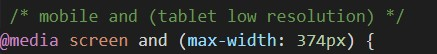 /* mobile and (tablet low resolution) */
@media screen and (max-width: 374px) {